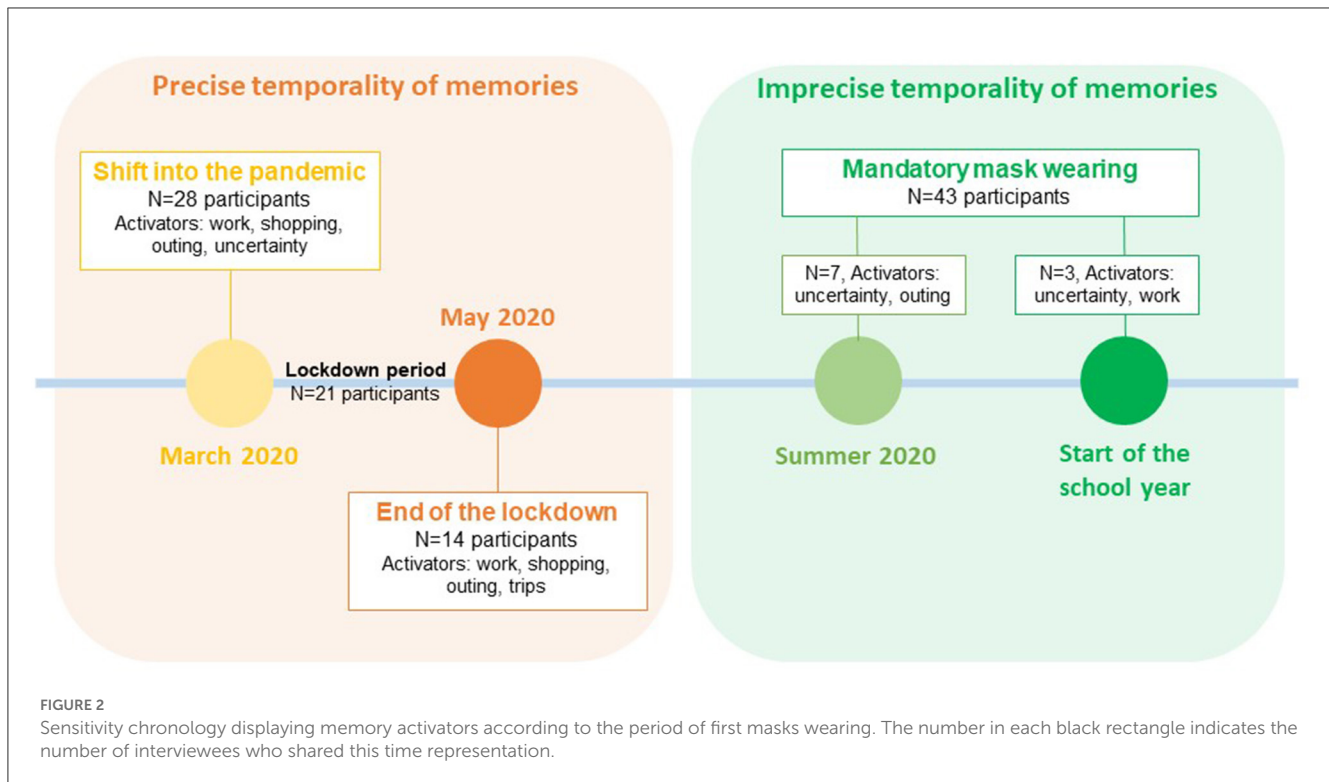 Precise temporality of memories
Shift into the pandemic
N=28 participants
Activators: work, shopping,
outing, uncertainty
May 2020
Lockdown period
N=21 participants
March 2020
End of the lockdown
N=14 participants
Activators: work, shopping,
outing, trips
Imprecise temporality of memories
Mandatory mask wearing
N=43 participants
N=7, Activators:
uncertainty, outing
N=3, Activators:
uncertainty, work
Summer 2020
Start of the
school year
FIGURE 2
Sensitivity chronology displaying memory activators according to the period of first masks wearing. The number in each black rectangle indicates the
number of interviewees who shared this time representation.